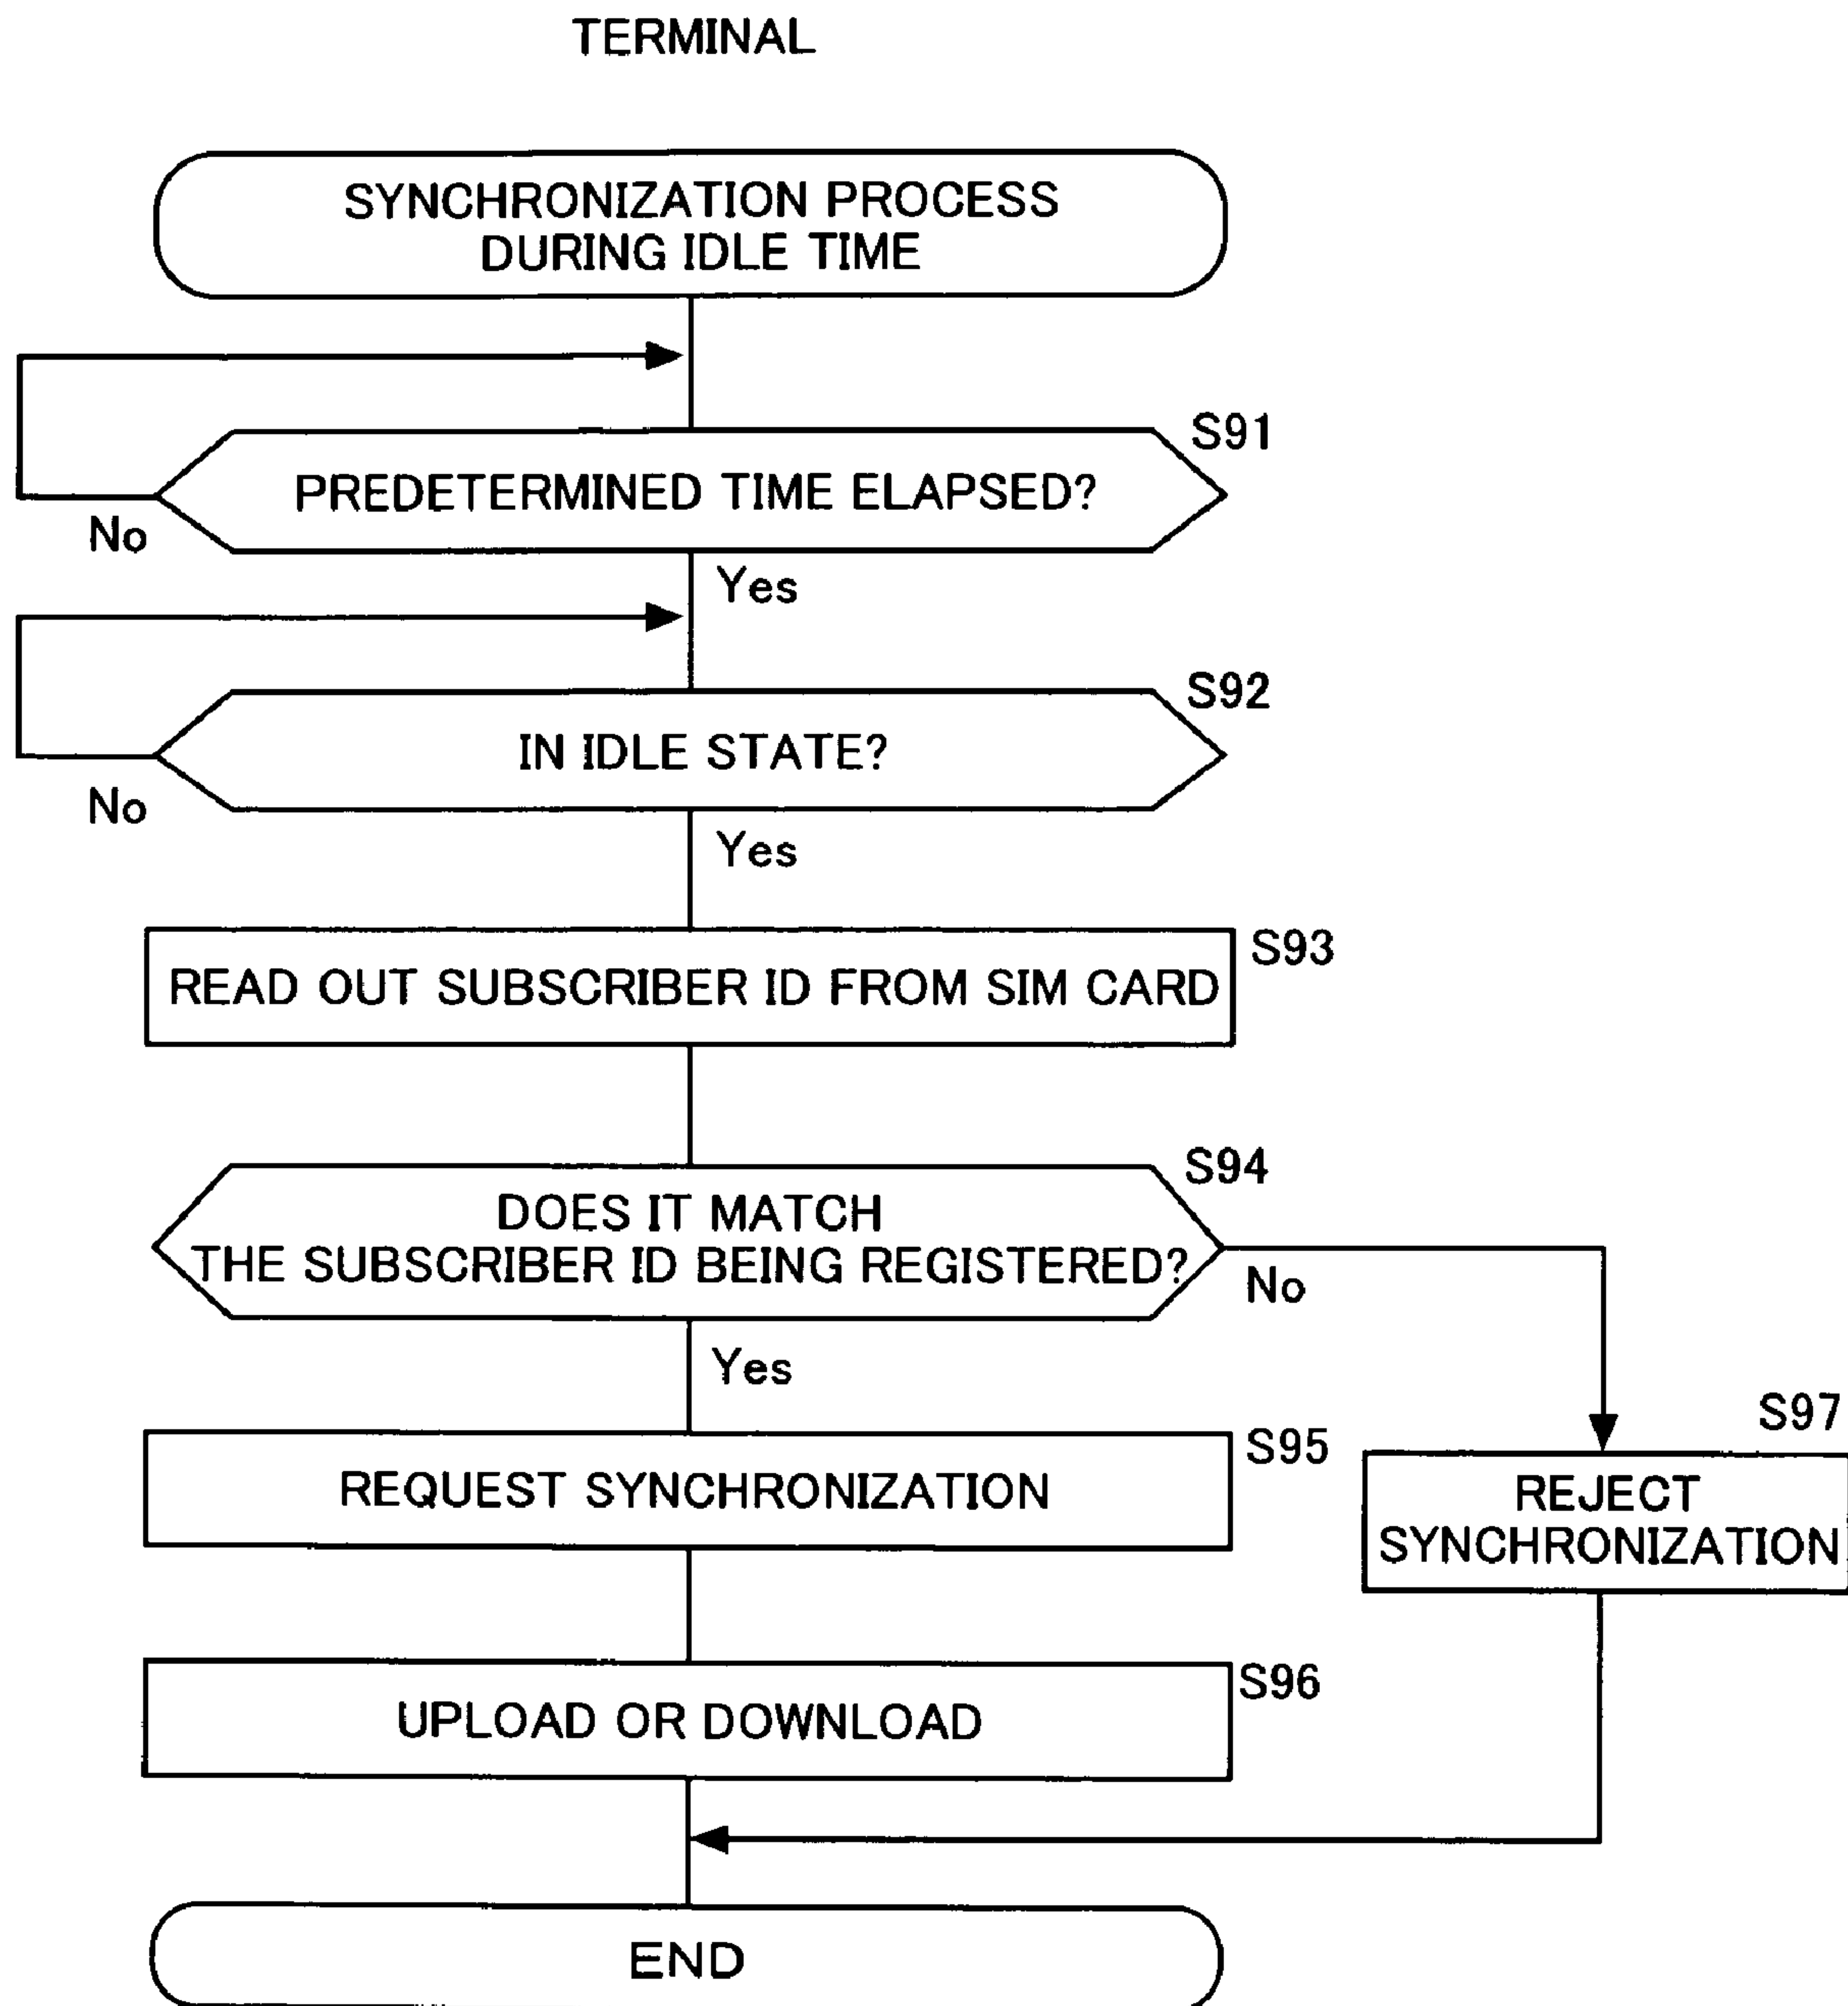 TERMINAL
SYNCHRONIZATION PROCESS
DURING IDLE TIME
S91
PREDETERMINED TIME ELAPSED?
No
Yes
S92
IN IDLE STATE?
No
Yes
S93
READ OUT SUBSCRIBER ID FROM SIM CARD
S94
DOES IT MATCH
THE SUBSCRIBER ID BEING REGISTERED?
No
Yes
S95
REQUEST SYNCHRONIZATION
S97
REJECT
SYNCHRONIZATION
S96
UPLOAD OR DOWNLOAD
END